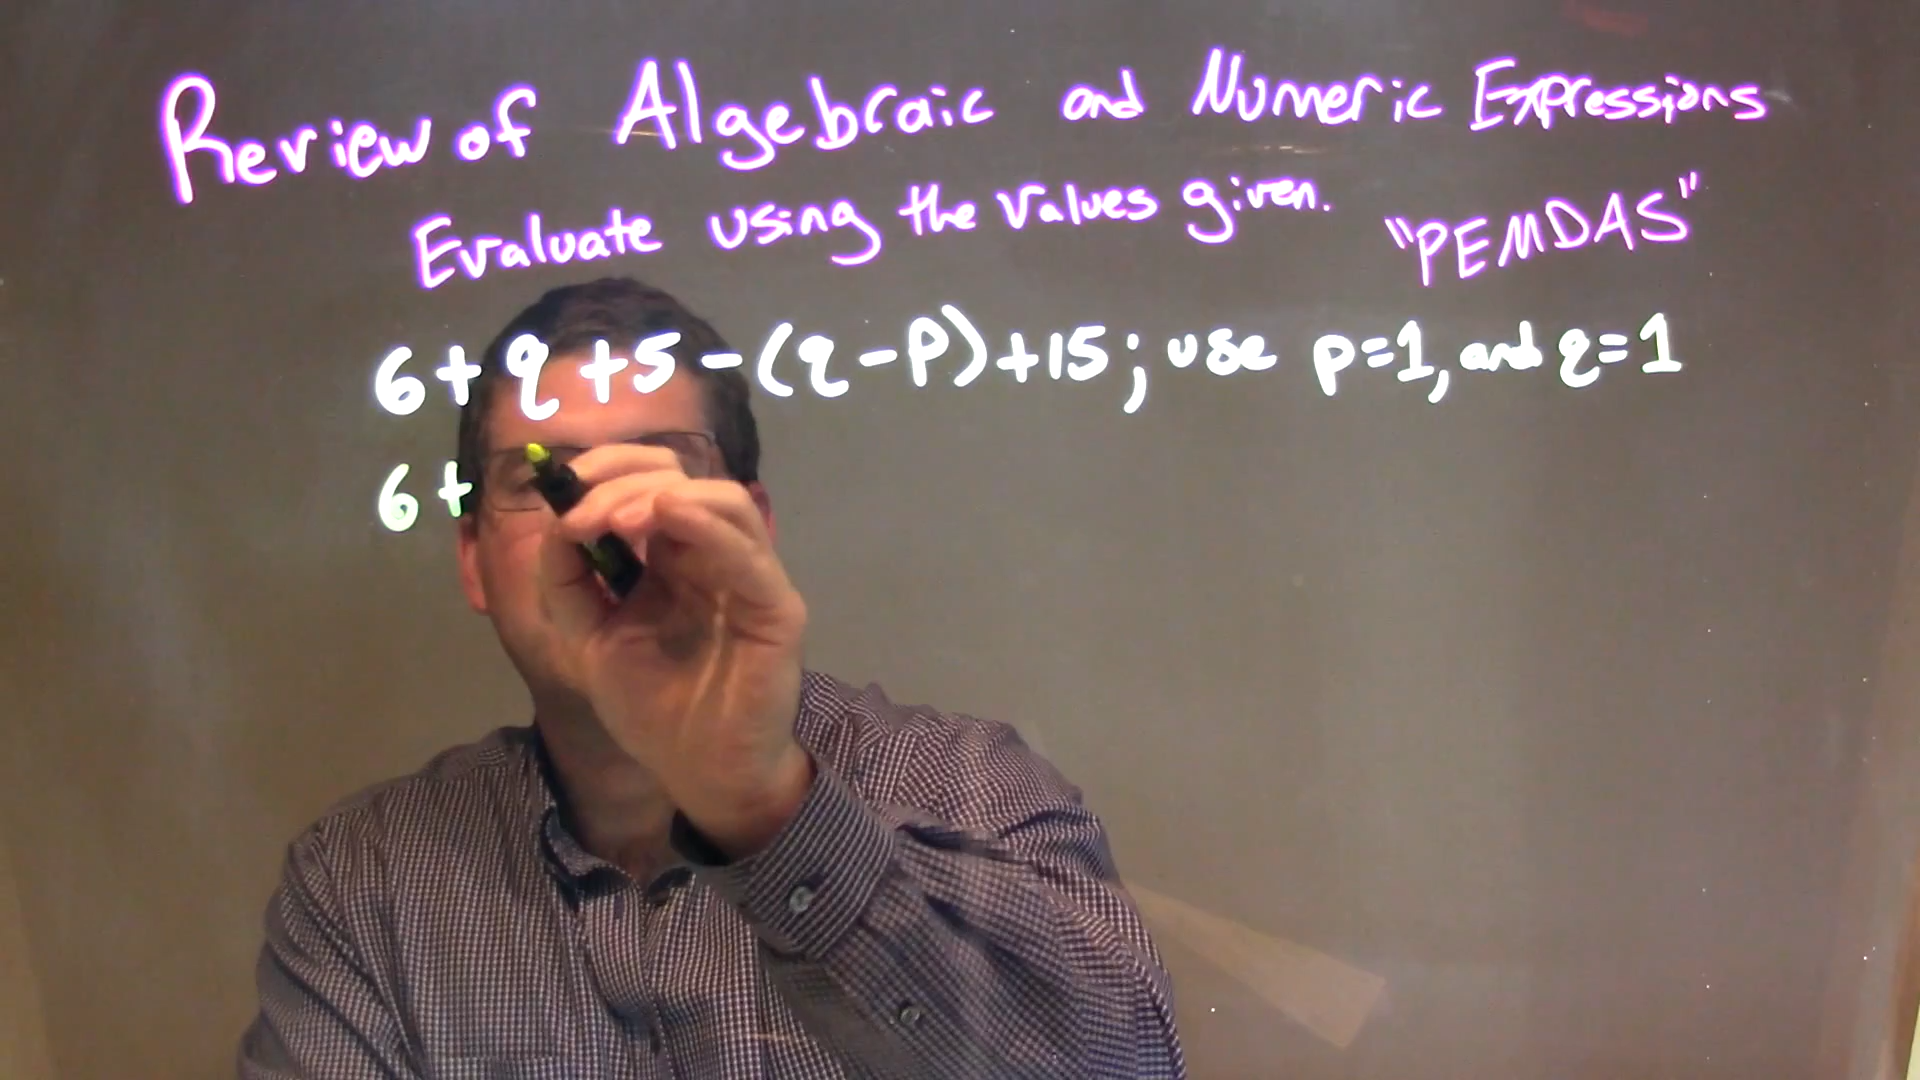 Review of Algebraic and Numeric Expressions
Evaluate using the values given. "PEMDAS"
6+q+5-(q-p)+15; use p=1, and q=1
6+